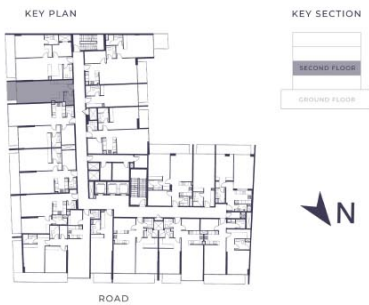 KEY PLAN
KEY SECTION
SECOND FLOOR
GROUND FLOOR
N
ROAD